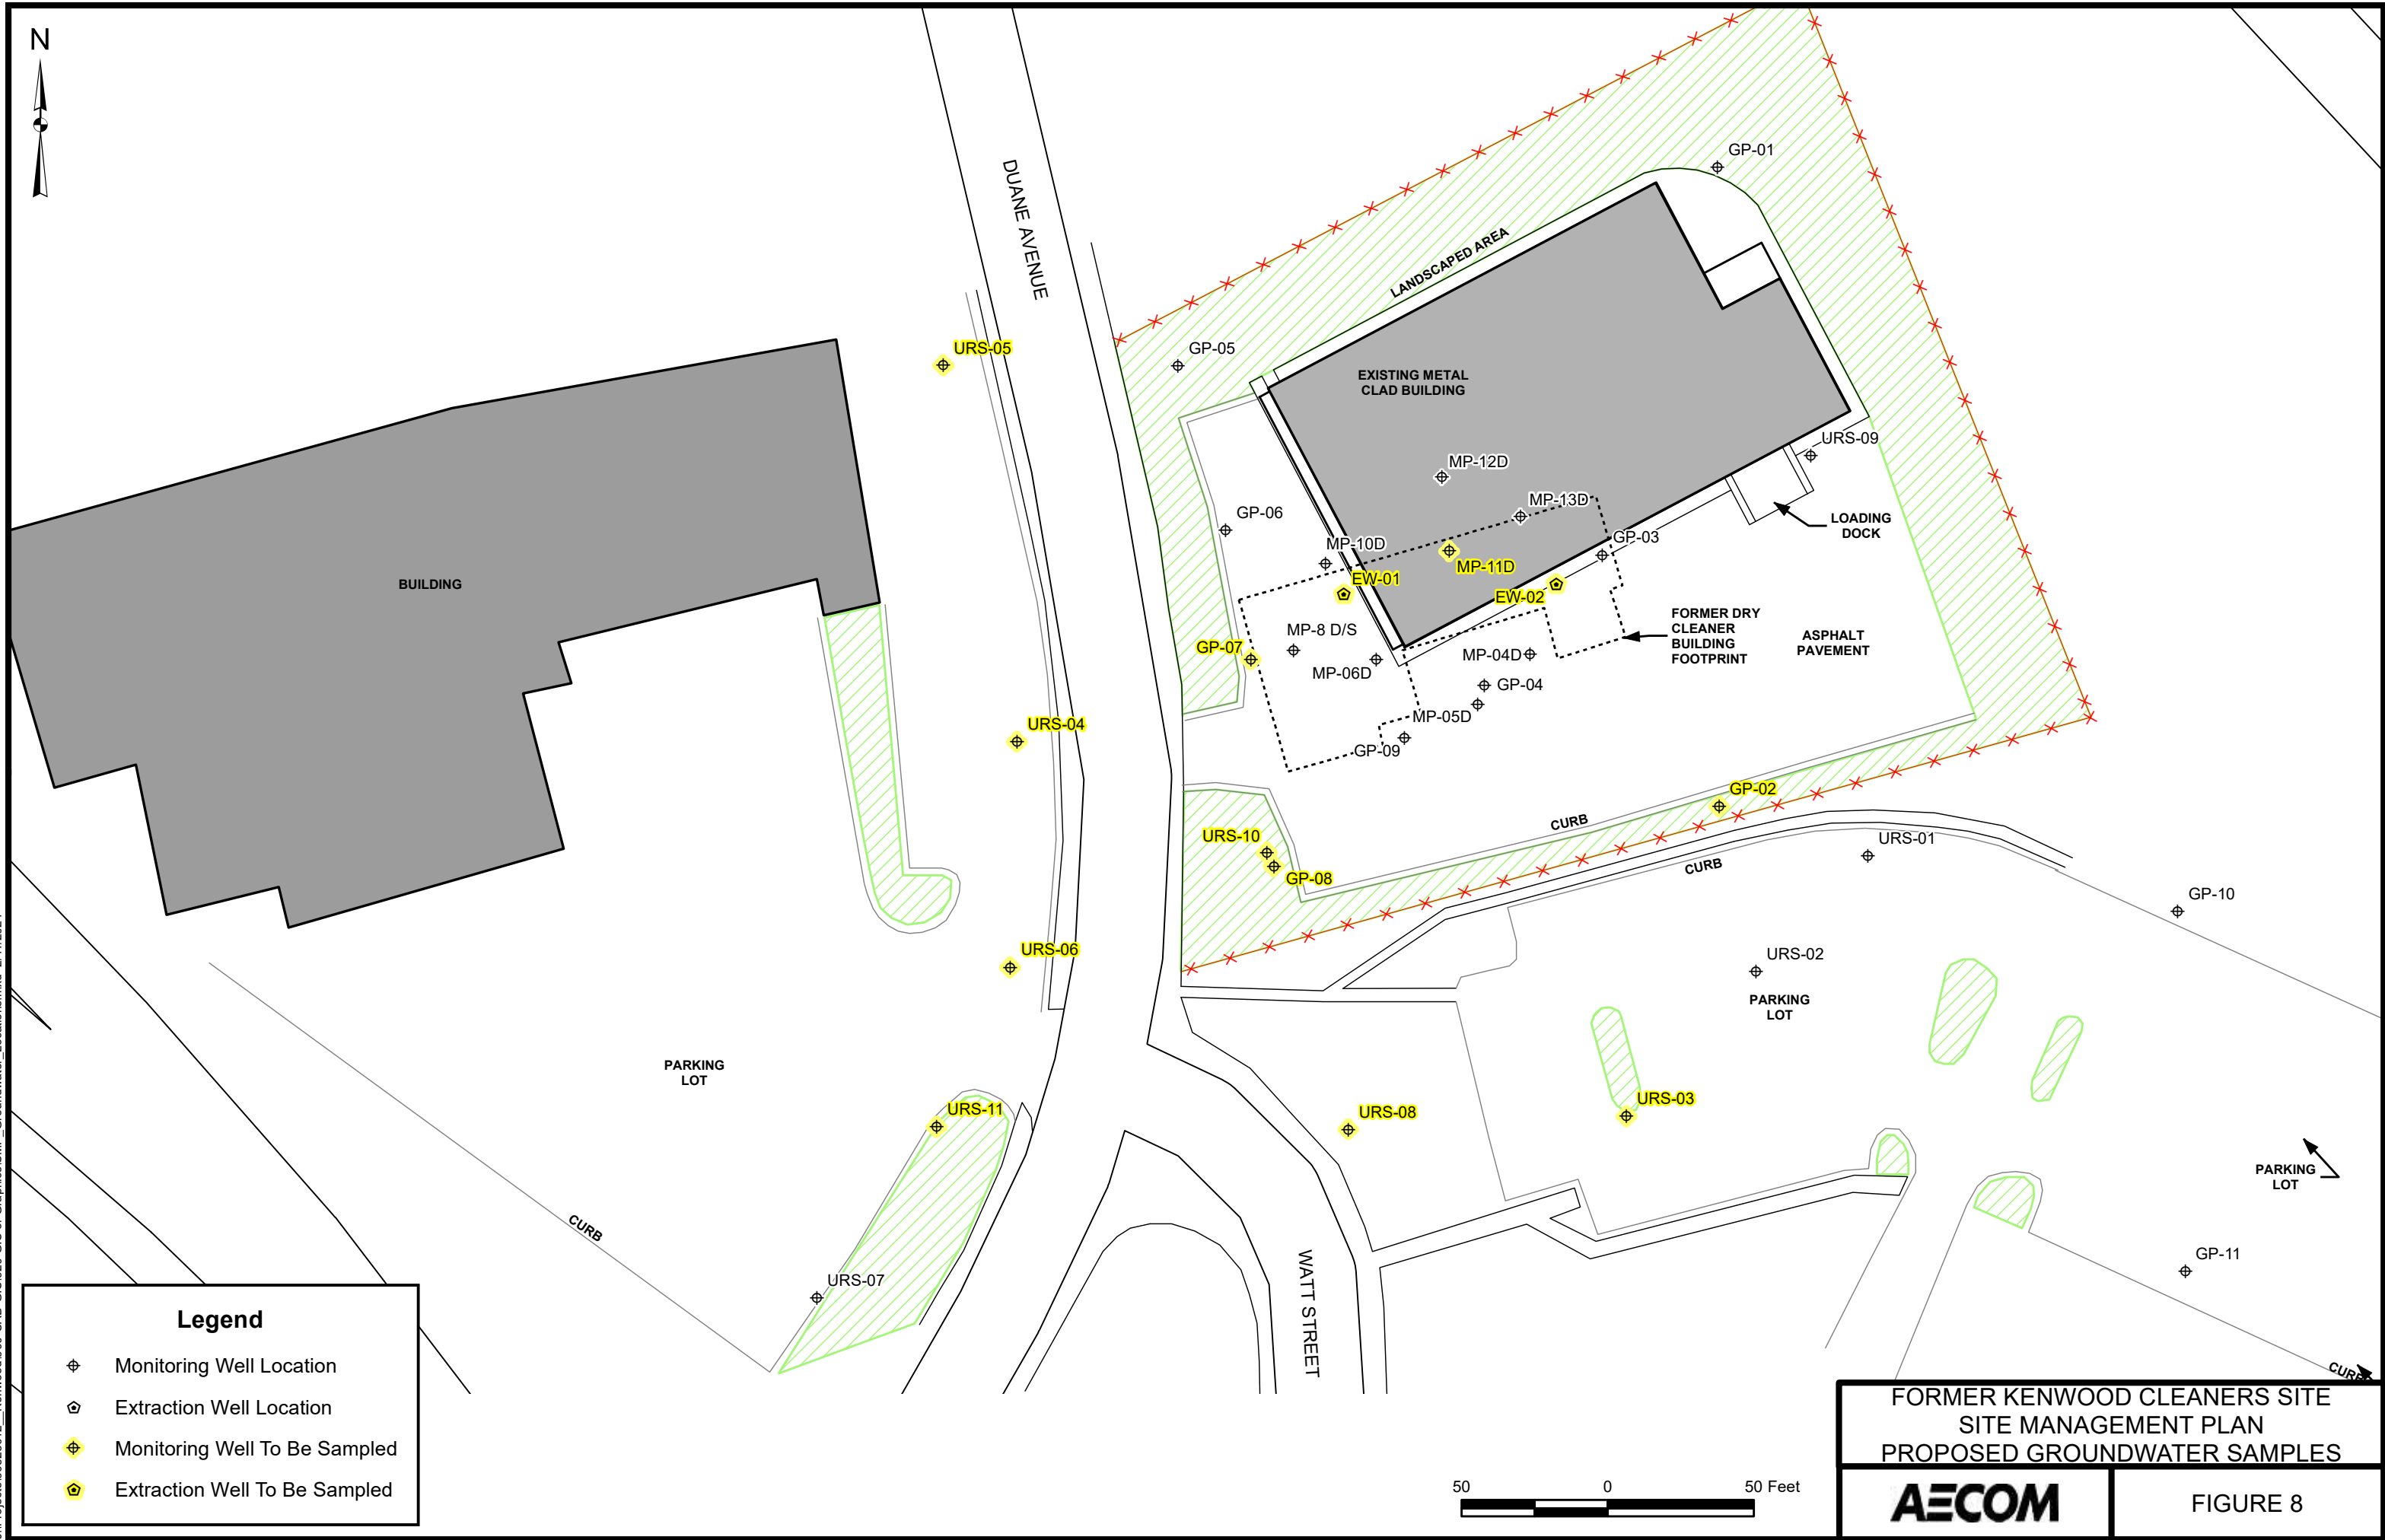 N
DUANE AVENUE
GP-01
LANDSCAPED AREA
URS-05
GP-05
EXISTING METAL
CLAD BUILDING
URS-09
MP-12D
MP-13D
GP-06
LOADING
DOCK
MP-10D
GP-03
MP-11D
EW-01
EW-02
BUILDING
FORMER DRY
CLEANER
BUILDING
FOOTPRINT
ASPHALT
PAVEMENT
MP-8 D/S
GP-07
MP-06D
MP-04D
GP-04
MP-05D
GP-09
URS-04
GP-02
CURB
URS-10
GP-08
CURB
URS-01
GP-10
URS-06
URS-02
PARKING
LOT
PARKING
LOT
URS-11
URS-08
URS-03
PARKING
LOT
CURB
URS-07
WATT STREET
GP-11
CURB
Legend
Monitoring Well Location
Extraction Well Location
Monitoring Well To Be Sampled
Extraction Well To Be Sampled
50 0 50 Feet
FORMER KENWOOD CLEANERS SITE
SITE MANAGEMENT PLAN
PROPOSED GROUNDWATER SAMPLES
AECOM
FIGURE 8